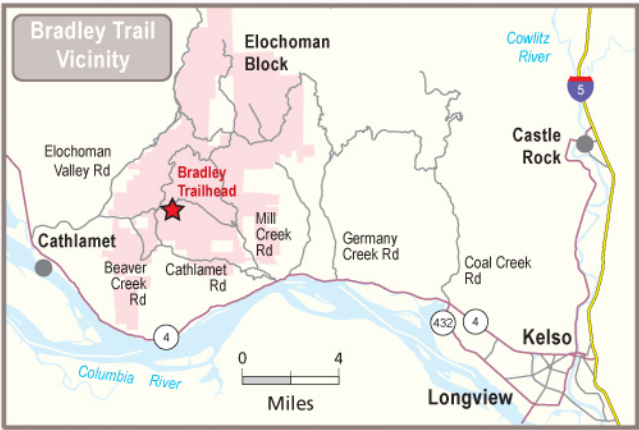 Bradley Trail
Vicinity
Elochoman
Block
Cowlitz
River
5
Castle
Rock
Elochoman
Valley Rd
Bradley
Trailhead
Cathlamet
Mill
Creek
Rd
Germany
Creek Rd
Coal Creek
Rd
Beaver
Creek
Rd
Cathlamet
Rd
4
432
4
Kelso
Columbia River
0 4
Miles
Longview